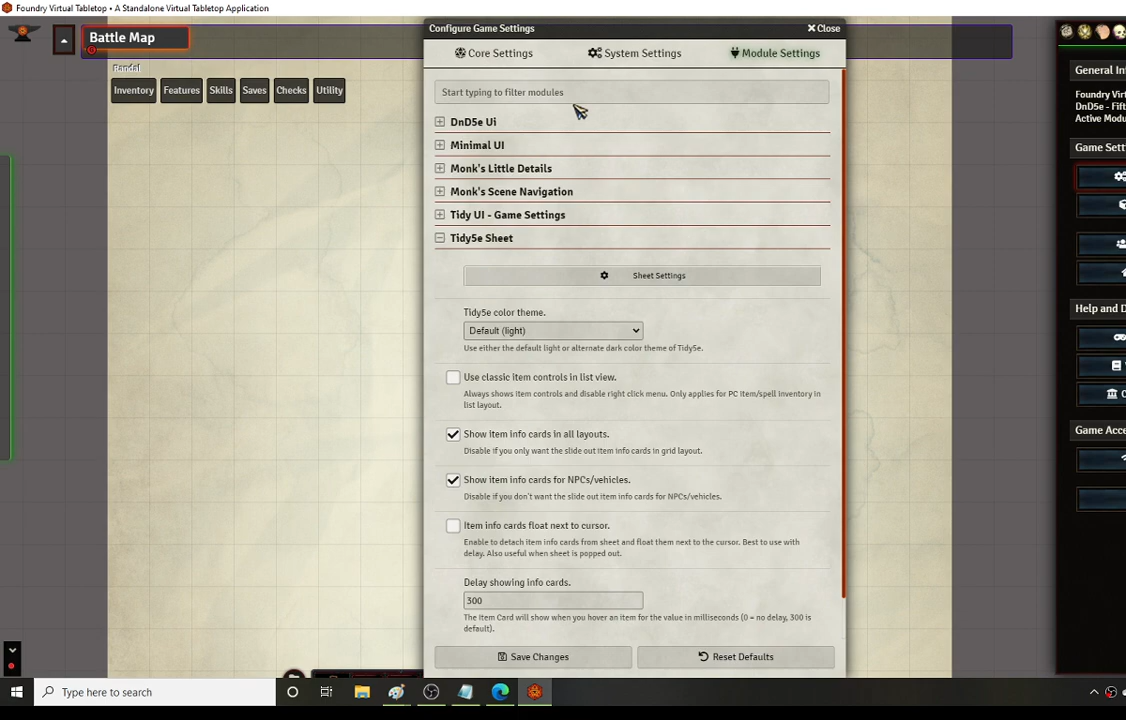 Foundry Virtual Tabletop • A Standalone Virtual Tabletop Application
Battle Map
G
Randal
Inventory Features Skills Saves Checks Utility
Configure Game Settings
Close
Core Settings
System Settings
Module Settings
Start typing to filter modules
DnD5e Ui
Minimal UI
Monk's Little Details
Monk's Scene Navigation
Tidy UI - Game Settings
Tidy5e Sheet
Sheet Settings
Tidy5e color theme.
Default (light)
Use either the default light or alternate dark color theme of Tidy5e.
Use classic item controls in list view.
Always shows item controls and disable right click menu. Only applies for PC item/spell inventory in
list layout.
Show item info cards in all layouts.
Disable if you only want the slide out item info cards in grid layout.
Show item info cards for NPCs/vehicles.
Disable if you don't want the slide out item info cards for NPCs/vehicles.
Item info cards float next to cursor.
Enable to detach item info cards from sheet and float them next to the cursor. Best to use with
delay. Also useful when sheet is popped out.
Delay showing info cards.
300
The Item Card will show when you hover an item for the value in milliseconds (0 = no delay, 300 is
default).
Save Changes
Reset Defaults
General In
Foundry Virt
DnD5e - Fift
Active Modu
Game Sett
Help and D
Game Acce
Type here to search